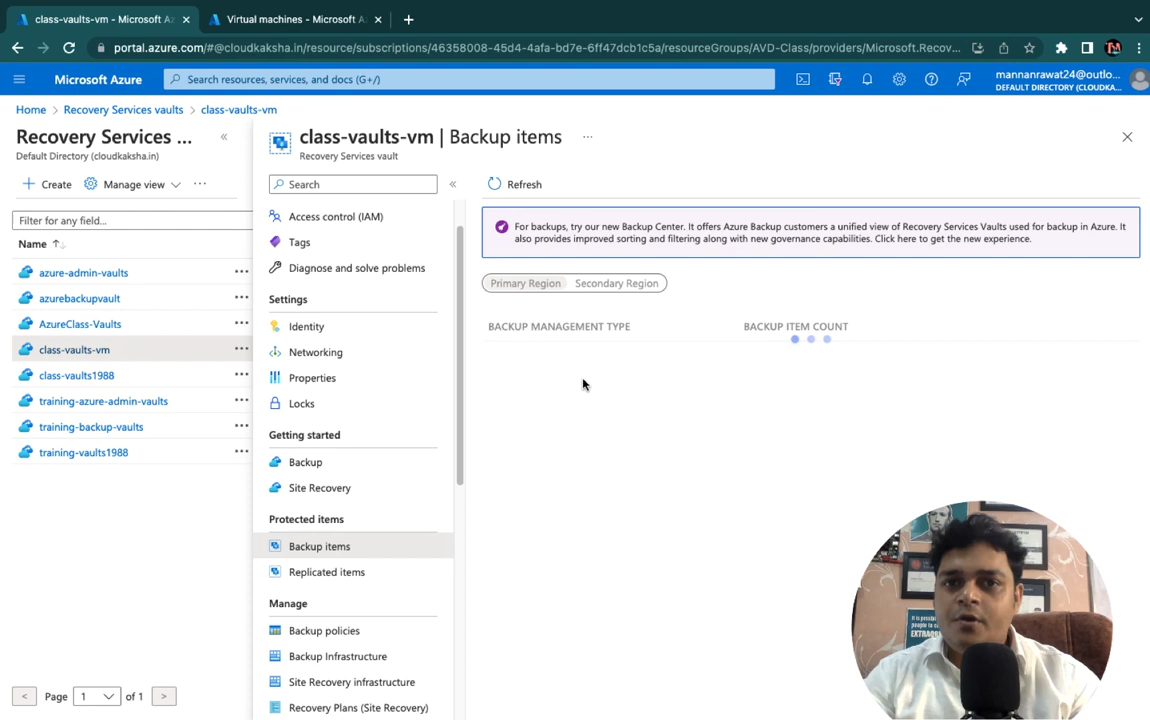 class-vaults-vm - Microsoft Az
Virtual machines - Microsoft A
portal.azure.com/#@cloudkaksha.in/resource/subscriptions/46358008-45d4-4afa-bd7e-6ff47dcb1c5a/resourceGroups/AVD-Class/providers/Microsoft.Recov...
Microsoft Azure
Search resources, services, and docs (G+/)
mannanrawat24@outlo...
DEFAULT DIRECTORY (CLOUDKA...
Home > Recovery Services vaults > class-vaults-vm
Recovery Services ...
Default Directory (cloudkaksha.in)
Create
Manage view
Filter for any field...
Name
azure-admin-vaults
azurebackupvault
AzureClass-Vaults
class-vaults-vm
class-vaults1988
training-azure-admin-vaults
training-backup-vaults
training-vaults1988
< Page 1 of 1 >
class-vaults-vm | Backup items
Recovery Services vault
Search
Access control (IAM)
Tags
Diagnose and solve problems
Settings
Identity
Networking
Properties
Locks
Getting started
Backup
Site Recovery
Protected items
Backup items
Replicated items
Manage
Backup policies
Backup Infrastructure
Site Recovery infrastructure
Recovery Plans (Site Recovery)
Refresh
For backups, try our new Backup Center. It offers Azure Backup customers a unified view of Recovery Services Vaults used for backup in Azure. It
also provides improved sorting and filtering along with new governance capabilities. Click here to get the new experience.
Primary Region
Secondary Region
BACKUP MANAGEMENT TYPE
BACKUP ITEM COUNT